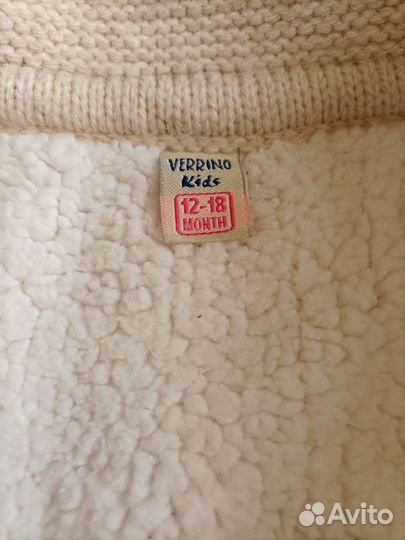 VERRINO
Kids
12-18
MONTH
Avito